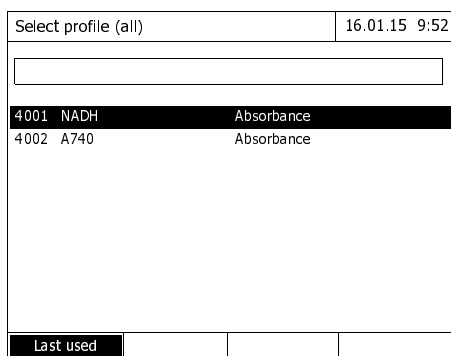 Select profile (all) 16.01.15 9:52
4001 NADH Absorbance
4002 A740 Absorbance
Last used